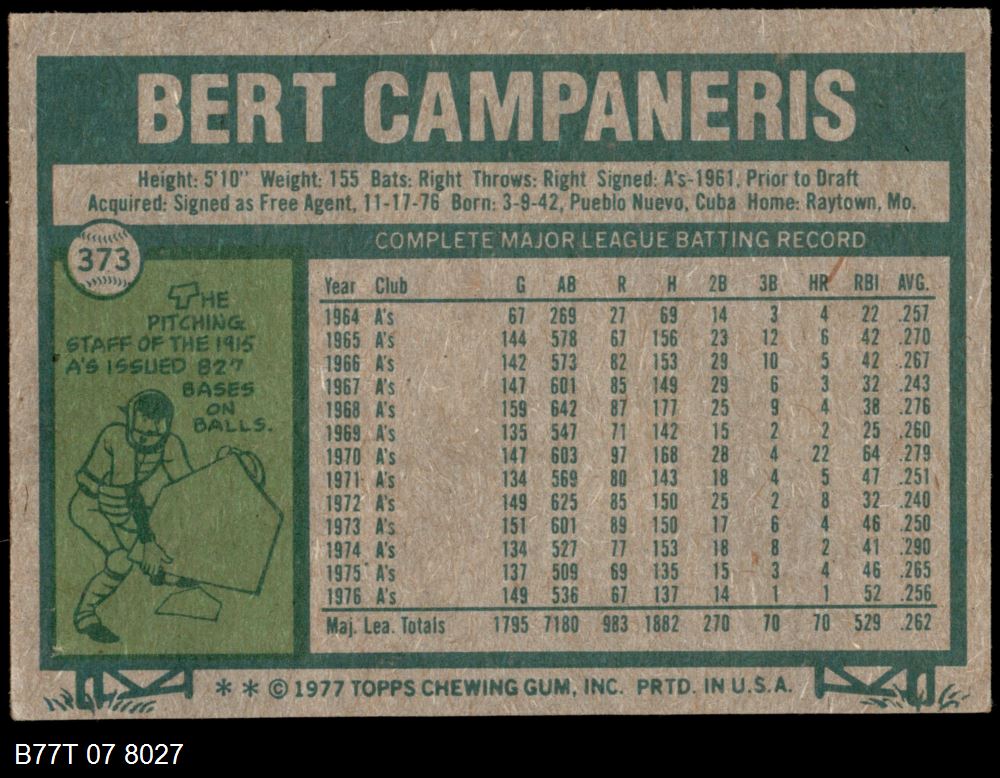 BERT CAMPANERIS
Height: 5'10" Weight: 155 Bats: Right Throws: Right Signed: A's-1961, Prior to Draft
Acquired: Signed as Free Agent, 11-17-76 Born: 3-9-42, Pueblo Nuevo, Cuba Home: Raytown, Mo.
373
THE
PITCHING
STAFF OF THE 1915
A'S ISSUED 827
BASES
ON
BALLS.
COMPLETE MAJOR LEAGUE BATTING RECORD
Year Club G AB R H 2B 3B HR RBI AVG.
1964 A's 67 269 27 69 14 3 4 22 .257
1965 A's 144 578 67 156 23 12 6 42 .270
1966 A's 142 573 82 153 29 10 5 42 .267
1967 A's 147 601 85 149 29 6 3 32 .243
1968 A's 159 642 87 177 25 9 4 38 .276
1969 A's 135 547 71 142 15 2 2 25 .260
1970 A's 147 603 97 168 28 4 22 64 .279
1971 A's 134 569 80 143 18 4 5 47 .251
1972 A's 149 625 85 150 25 2 8 32 .240
1973 A's 151 601 89 150 17 6 4 46 .250
1974 A's 134 527 77 153 18 8 2 41 .290
1975 A's 137 509 69 135 15 3 4 46 .265
1976 A's 149 536 67 137 14 1 1 52 .256
Maj. Lea. Totals 1795 7180 983 1882 270 70 70 529 .262
* * © 1977 TOPPS CHEWING GUM, INC. PRTD. IN U.S.A.
B77T 07 8027